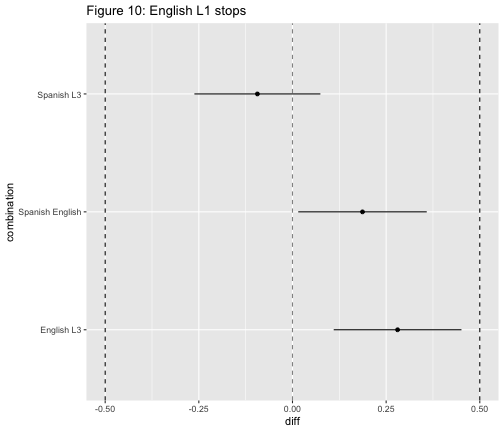 Figure 10: English L1 stops
combination
Spanish L3
Spanish English
English L3
-0.50 -0.25 0.00 0.25 0.50
diff